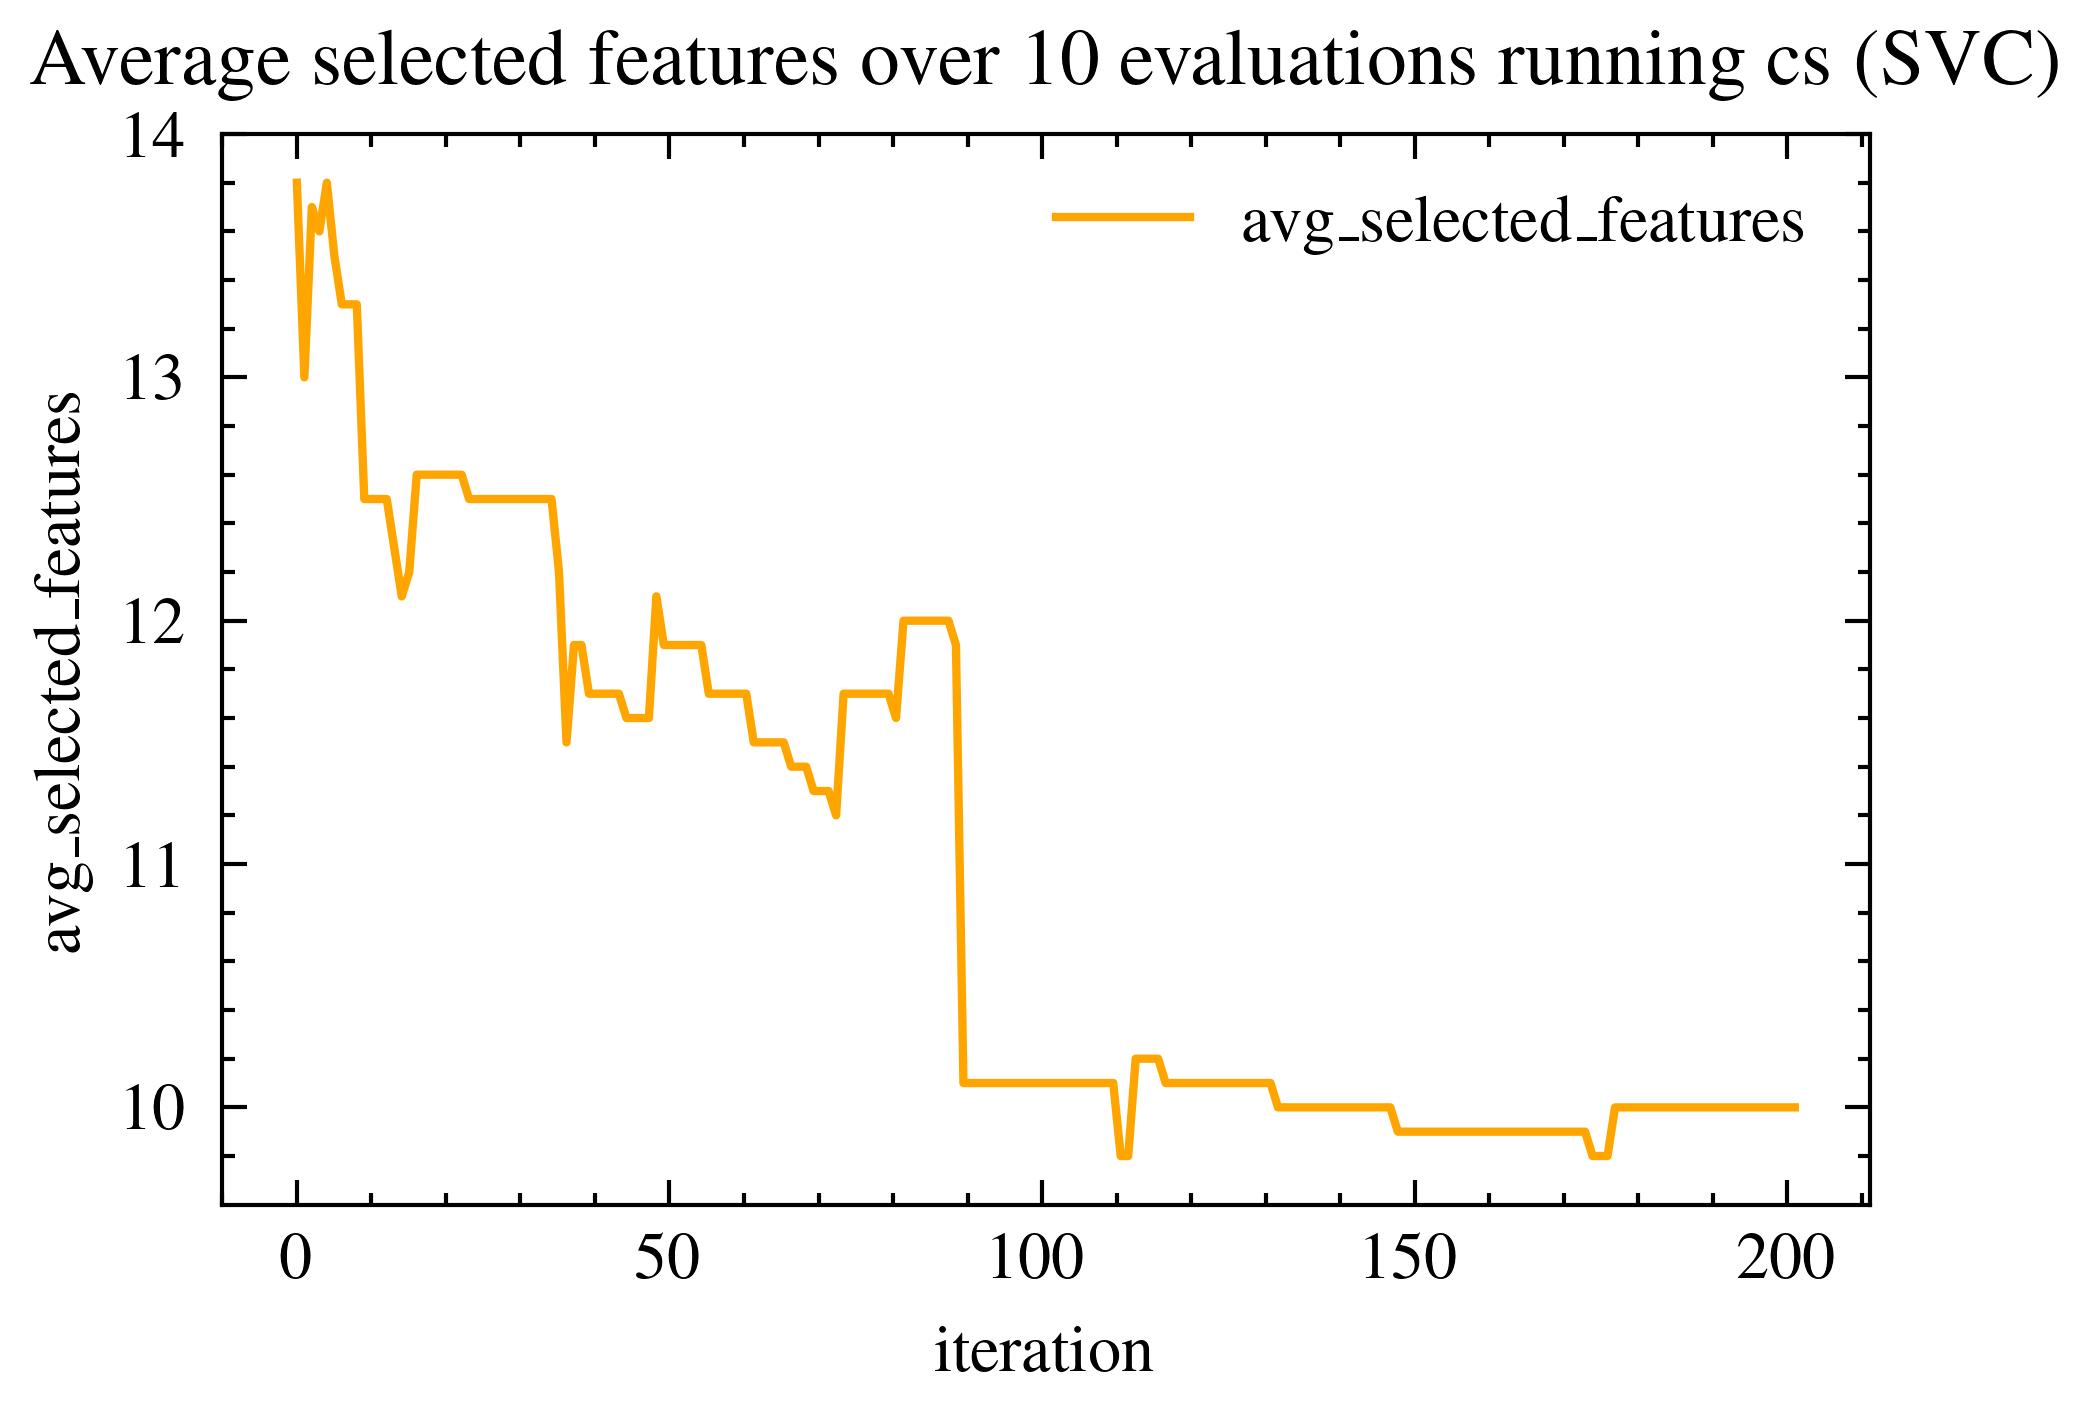 Average selected features over 10 evaluations running cs (SVC)
avg_selected_features
14
13
12
11
10
avg_selected_features
0 50 100 150 200
iteration